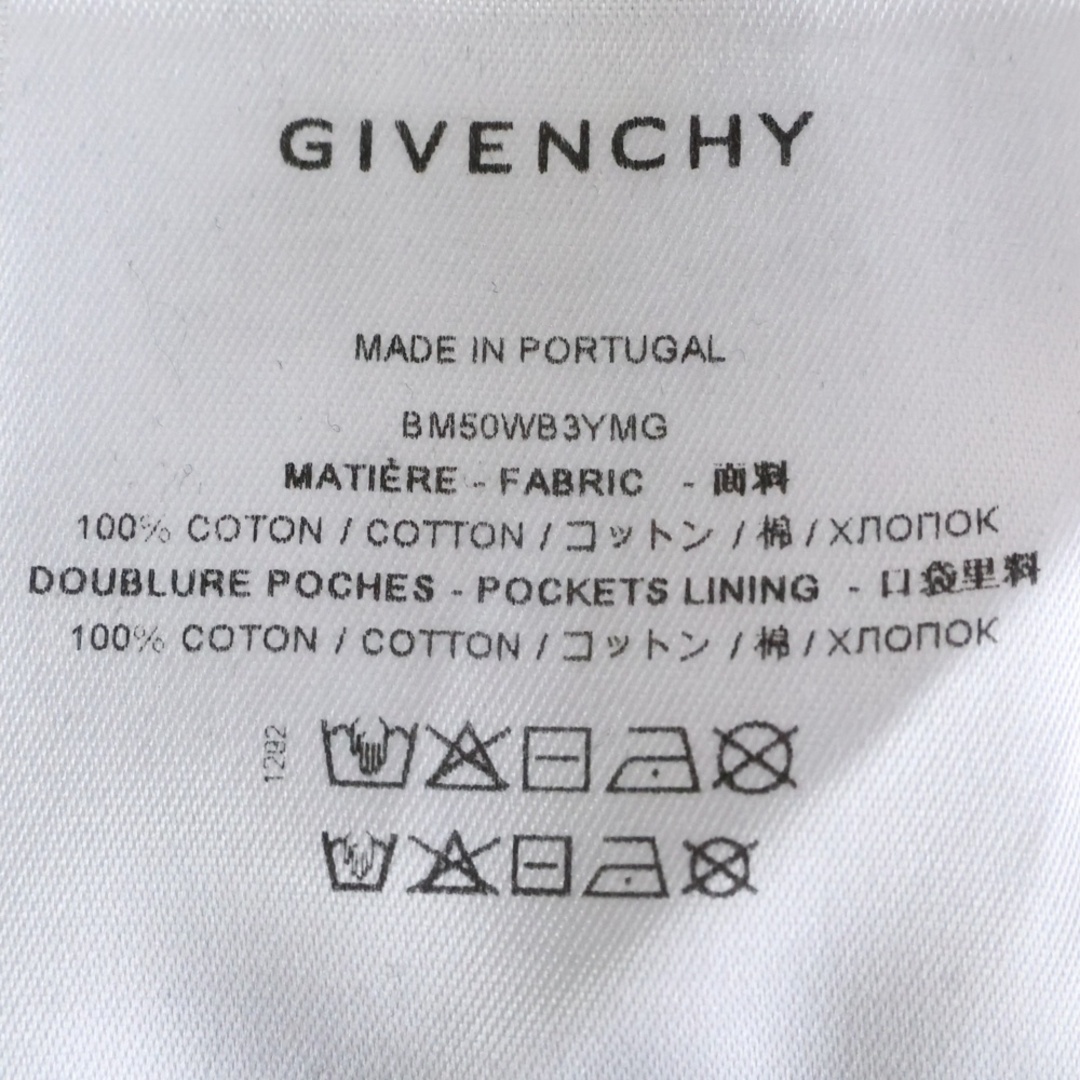 GIVENCHY
MADE IN PORTUGAL
BM50WB3YMG
MATIÈRE - FABRIC - 面料
100% COTON / COTTON / コットン / 棉 / ХЛОПОК
DOUBLURE POCHES - POCKETS LINING - 口袋里料
100% COTON / COTTON / コットン / 棉 / ХЛОПОК
1292